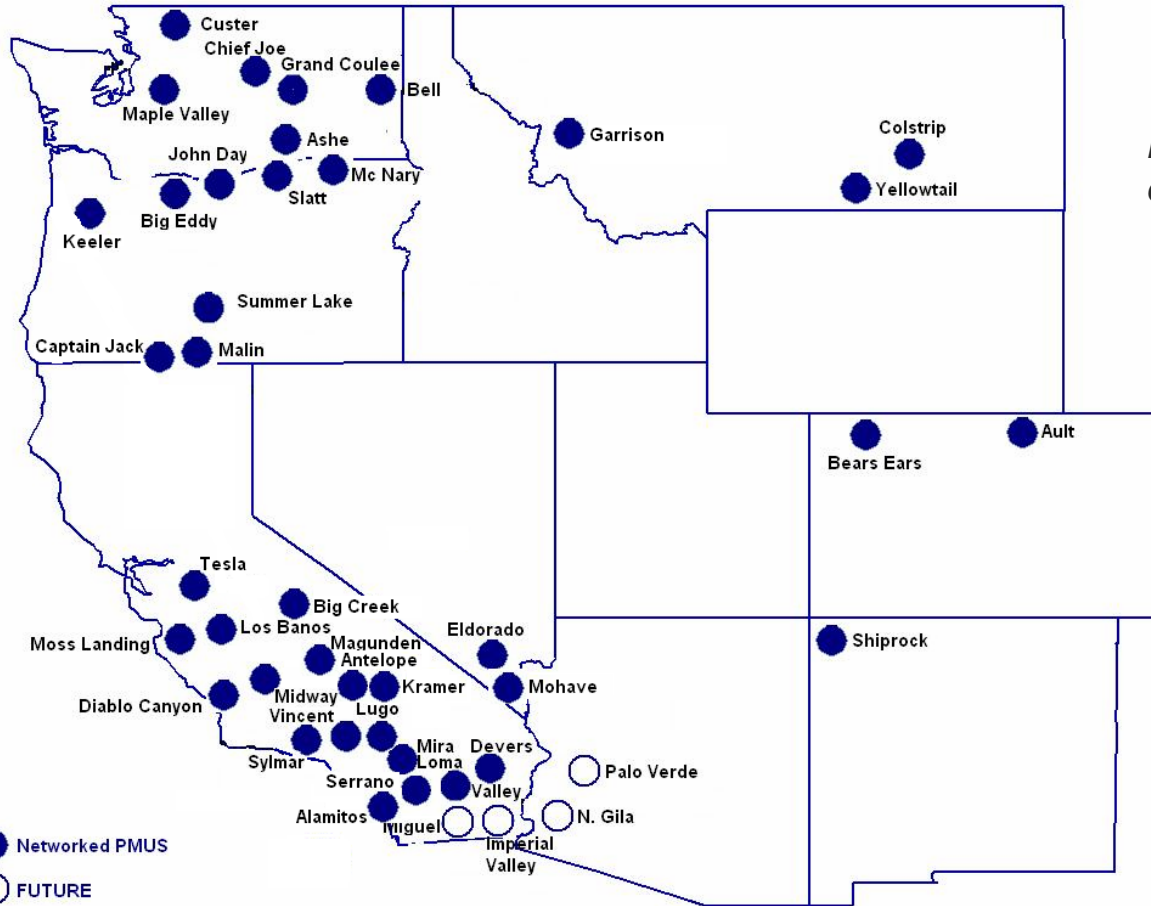 Custer
Chief Joe
Grand Coulee
Bell
Maple Valley
Garrison
Colstrip
Ashe
John Day
Mc Nary
Yellowtail
Slatt
Big Eddy
Keeler
Summer Lake
Captain Jack
Malin
Ault
Bears Ears
Tesla
Big Creek
Los Banos
Eldorado
Moss Landing
Shiprock
Magunden
Antelope
Kramer
Mohave
Midway
Diablo Canyon
Lugo
Vincent
Mira
Loma
Devers
Sylmar
Palo Verde
Serrano
Valley
Alamitos
N. Gila
Miguel
Imperial
Valley
Networked PMUS
FUTURE